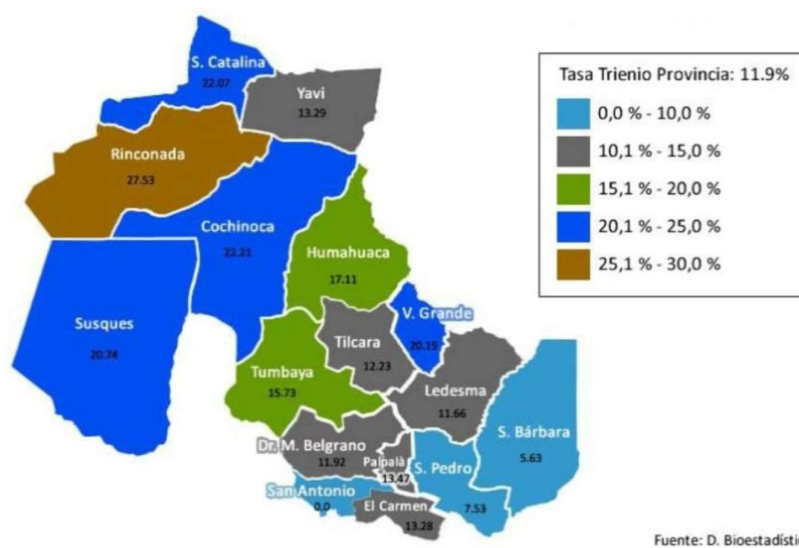 S. Catalina
22.07
Yavi
13.29
Rinconada
27.53
Cochinoca
22.21
Humahuaca
17.11
Susques
20.74
V. Grande
20.19
Tilcara
12.23
Tumbaya
15.73
Ledesma
11.66
S. Bárbara
5.63
Dr. M. Belgrano
11.92
Palpalà
13.47
S. Pedro
7.53
San Antonio
0.0
El Carmen
13.28
Tasa Trienio Provincia: 11.9%
0,0 % - 10,0 %
10,1 % - 15,0 %
15,1 % - 20,0 %
20,1 % - 25,0 %
25,1 % - 30,0 %
Fuente: D. Bioestadístic